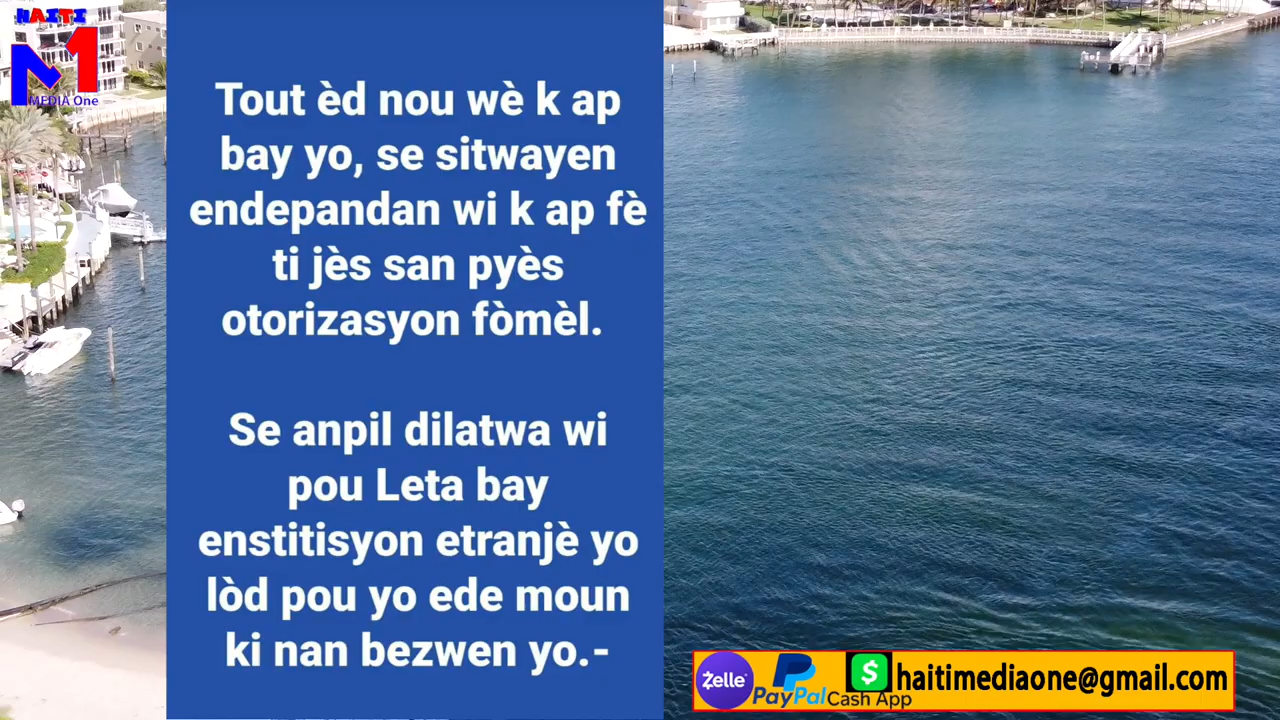 HAITI
M1
MEDIA One
Tout èd nou wè k ap
bay yo, se sitwayen
endepandan wi k ap fè
ti jès san pyès
otorizasyon fòmèl.
Se anpil dilatwa wi
pou Leta bay
enstitisyon etranjè yo
lòd pou yo ede moun
ki nan bezwen yo.-
Zelle
PayPal
$
Cash App
haitimediaone@gmail.com